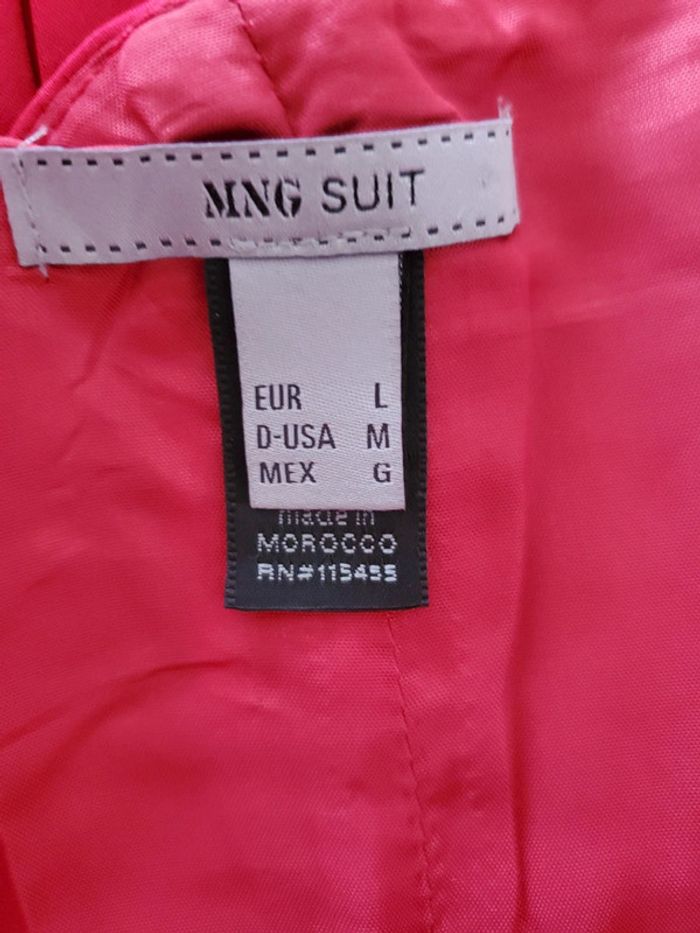 MNG SUIT
EUR L
D-USA M
MEX G
made in
MOROCCO
RN#115455